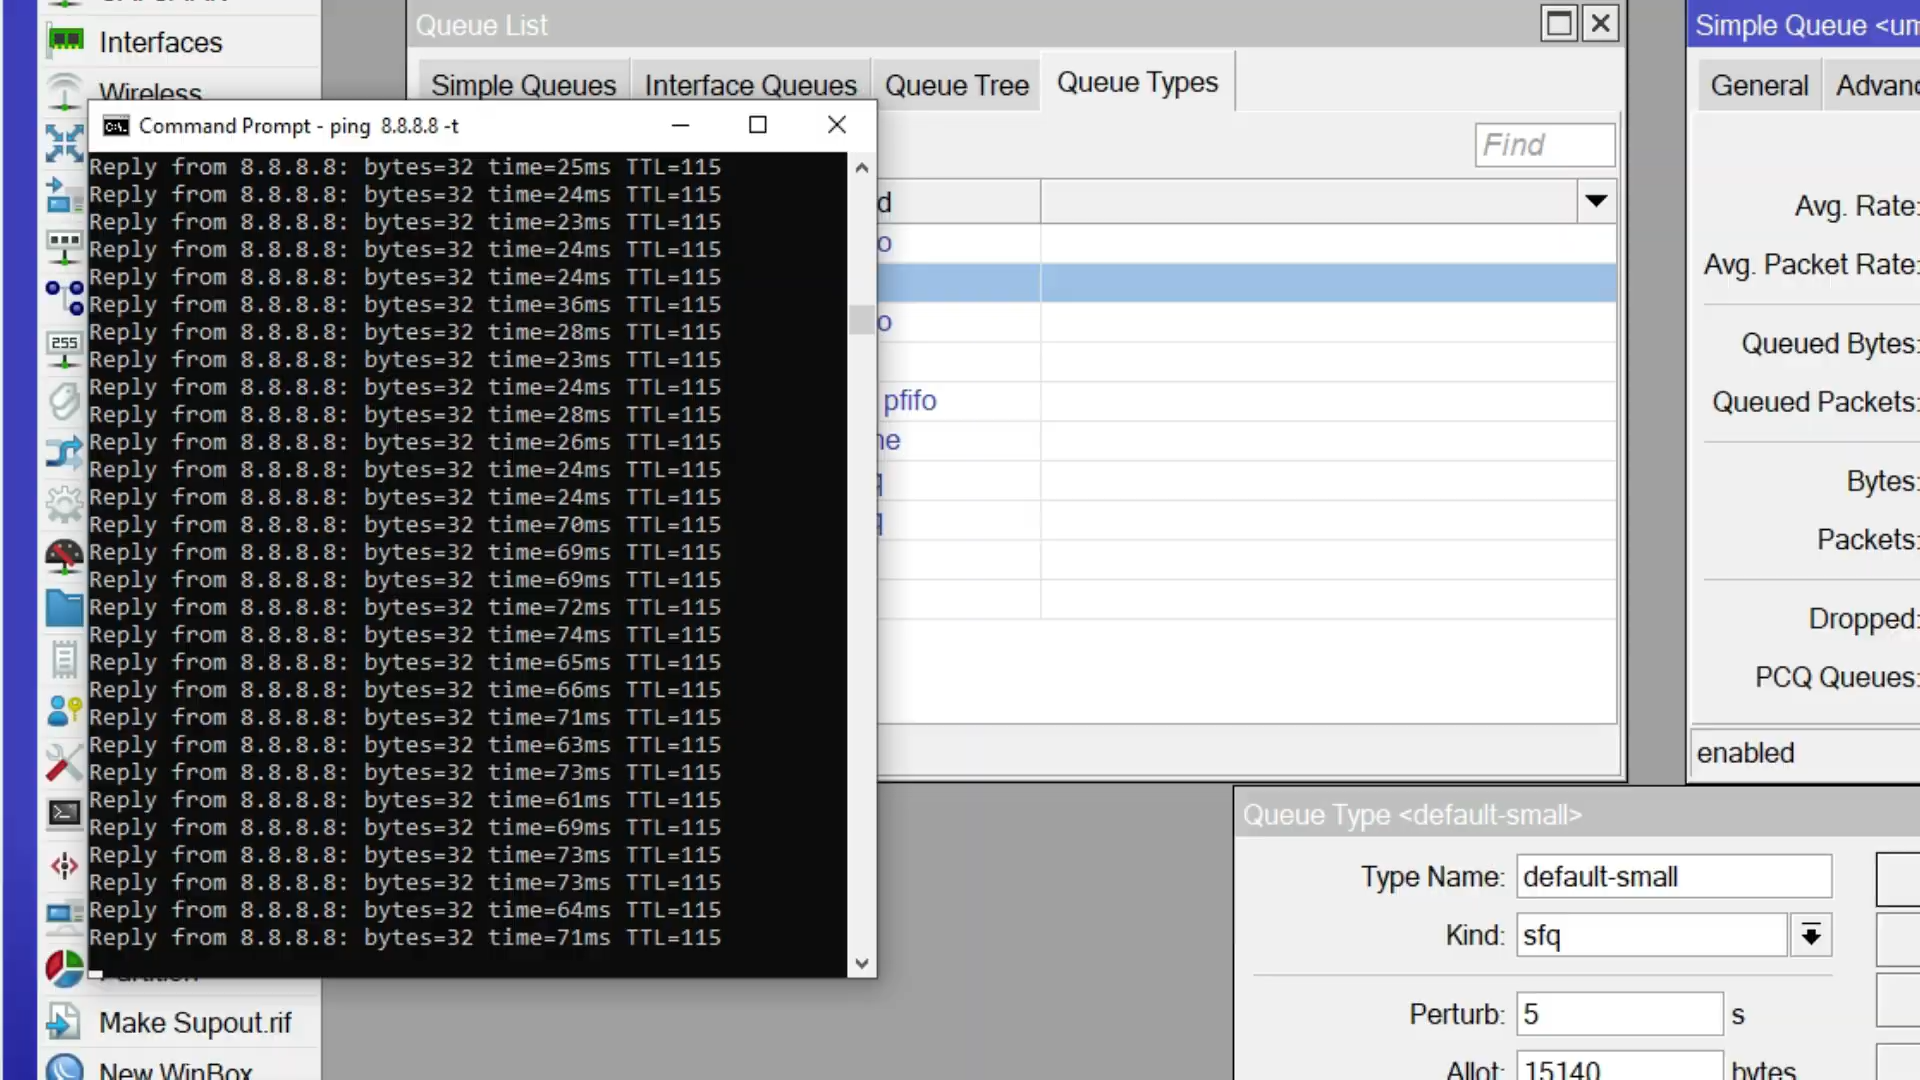 Interfaces
Wireless
Make Supout.rif
New WinBox
Queue List
Simple Queues
Interface Queues
Queue Tree
Queue Types
Find
pfifo
Command Prompt - ping 8.8.8.8 -t
Reply from 8.8.8.8: bytes=32 time=25ms TTL=115
Reply from 8.8.8.8: bytes=32 time=24ms TTL=115
Reply from 8.8.8.8: bytes=32 time=23ms TTL=115
Reply from 8.8.8.8: bytes=32 time=24ms TTL=115
Reply from 8.8.8.8: bytes=32 time=24ms TTL=115
Reply from 8.8.8.8: bytes=32 time=36ms TTL=115
Reply from 8.8.8.8: bytes=32 time=28ms TTL=115
Reply from 8.8.8.8: bytes=32 time=23ms TTL=115
Reply from 8.8.8.8: bytes=32 time=24ms TTL=115
Reply from 8.8.8.8: bytes=32 time=28ms TTL=115
Reply from 8.8.8.8: bytes=32 time=26ms TTL=115
Reply from 8.8.8.8: bytes=32 time=24ms TTL=115
Reply from 8.8.8.8: bytes=32 time=24ms TTL=115
Reply from 8.8.8.8: bytes=32 time=70ms TTL=115
Reply from 8.8.8.8: bytes=32 time=69ms TTL=115
Reply from 8.8.8.8: bytes=32 time=69ms TTL=115
Reply from 8.8.8.8: bytes=32 time=72ms TTL=115
Reply from 8.8.8.8: bytes=32 time=74ms TTL=115
Reply from 8.8.8.8: bytes=32 time=65ms TTL=115
Reply from 8.8.8.8: bytes=32 time=66ms TTL=115
Reply from 8.8.8.8: bytes=32 time=71ms TTL=115
Reply from 8.8.8.8: bytes=32 time=63ms TTL=115
Reply from 8.8.8.8: bytes=32 time=73ms TTL=115
Reply from 8.8.8.8: bytes=32 time=61ms TTL=115
Reply from 8.8.8.8: bytes=32 time=69ms TTL=115
Reply from 8.8.8.8: bytes=32 time=73ms TTL=115
Reply from 8.8.8.8: bytes=32 time=73ms TTL=115
Reply from 8.8.8.8: bytes=32 time=64ms TTL=115
Reply from 8.8.8.8: bytes=32 time=71ms TTL=115
Simple Queue <um
General
Advanc
Avg. Rate:
Avg. Packet Rate:
Queued Bytes:
Queued Packets:
Bytes:
Packets:
Dropped:
PCQ Queues:
enabled
Queue Type <default-small>
Type Name: default-small
Kind: sfq
Perturb: 5 s
Allot: 15140 bytes
255